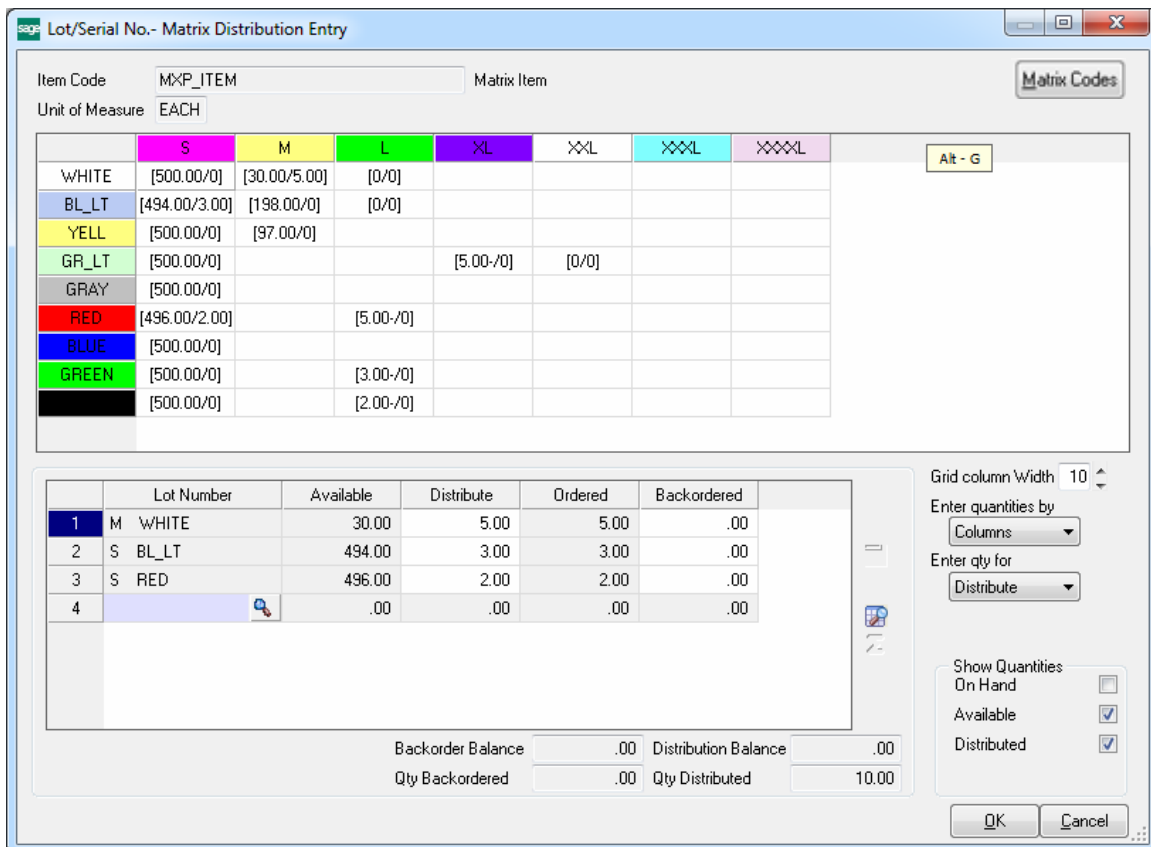 sage Lot/Serial No.- Matrix Distribution Entry
Item Code MXP_ITEM Matrix Item Matrix Codes
Unit of Measure EACH
S M L XL XXL XXXL XXXXL
Alt - G
WHITE [500.00/0] [30.00/5.00] [0/0]
BL_LT [494.00/3.00] [198.00/0] [0/0]
YELL [500.00/0] [97.00/0]
GR_LT [500.00/0] [5.00-/0] [0/0]
GRAY [500.00/0]
RED [496.00/2.00] [5.00-/0]
BLUE [500.00/0]
GREEN [500.00/0] [3.00-/0]
[500.00/0] [2.00-/0]
Grid column Width 10
Lot Number Available Distribute Ordered Backordered
1 M WHITE 30.00 5.00 5.00 .00
2 S BL_LT 494.00 3.00 3.00 .00
3 S RED 496.00 2.00 2.00 .00
4 .00 .00 .00 .00
Enter quantities by
Columns
Enter qty for
Distribute
Show Quantities
On Hand
Available
Distributed
Backorder Balance .00 Distribution Balance .00
Qty Backordered .00 Qty Distributed 10.00
OK Cancel